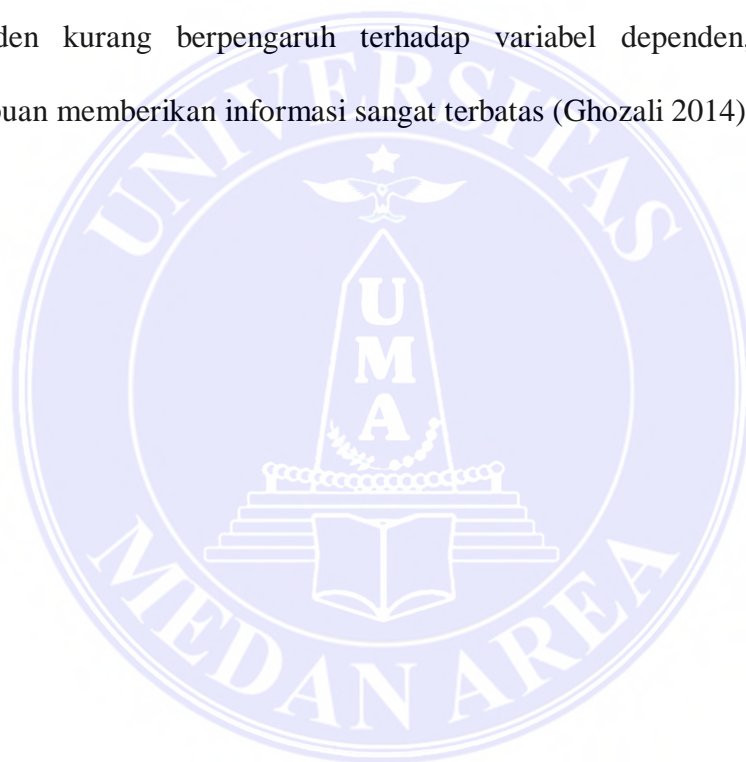 den kurang berpengaruh terhadap variabel dependen.
puan memberikan informasi sangat terbatas (Ghozali 2014)
UNIVERSITAS
U
M
A
MEDAN AREA